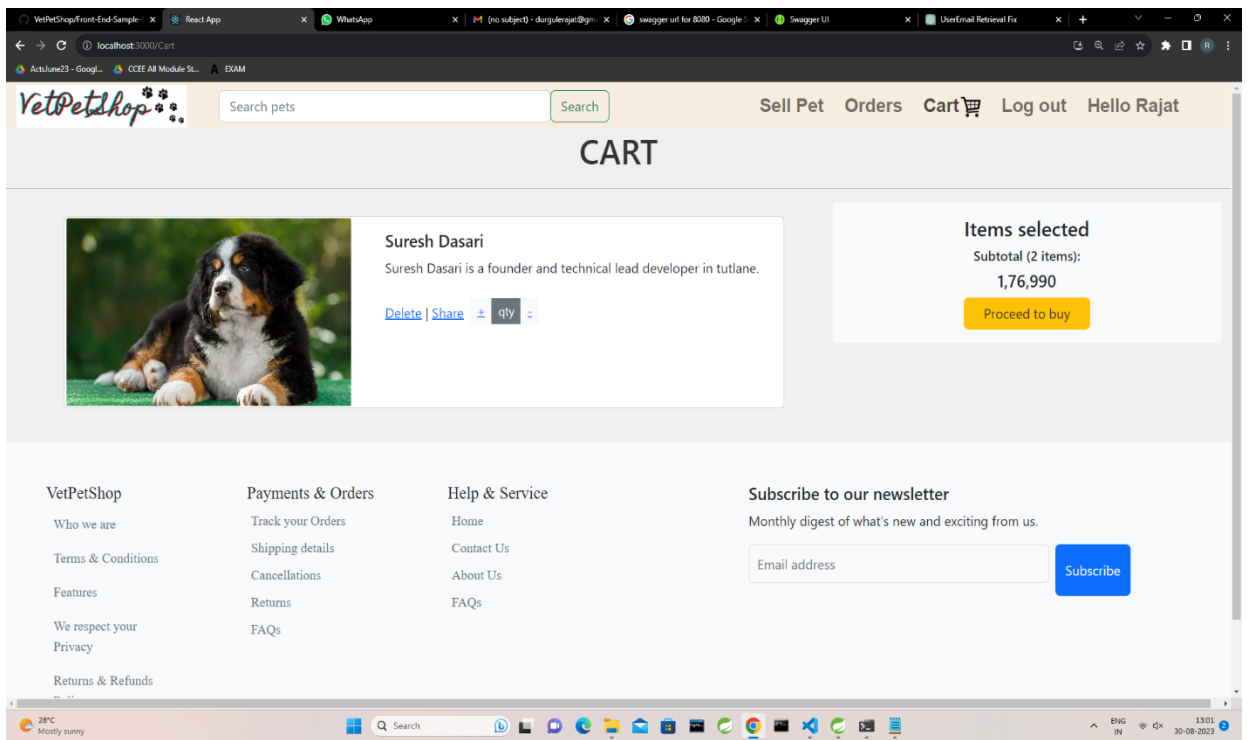 VetPetShop/Front-End-Sample-
React App
WhatsApp
(no subject) - durgulerajat@gm
swagger url for 8080 - Google S
Swagger UI
UserEmail Retrieval Fix
localhost:3000/Cart
R
ActsJune23 - Googl...
CCEE All Module St...
EXAM
VetPetShop
Search pets
Search
Sell Pet
Orders
Cart
Log out
Hello Rajat
CART
Suresh Dasari
Suresh Dasari is a founder and technical lead developer in tutlane.
Delete | Share + qty -
Items selected
Subtotal (2 items):
1,76,990
Proceed to buy
VetPetShop
Who we are
Terms & Conditions
Features
We respect your
Privacy
Returns & Refunds
Payments & Orders
Track your Orders
Shipping details
Cancellations
Returns
FAQs
Help & Service
Home
Contact Us
About Us
FAQs
Subscribe to our newsletter
Monthly digest of what's new and exciting from us.
Email address
Subscribe
28°C
Mostly sunny
Search
ENG
IN
13:01
30-08-2023
2